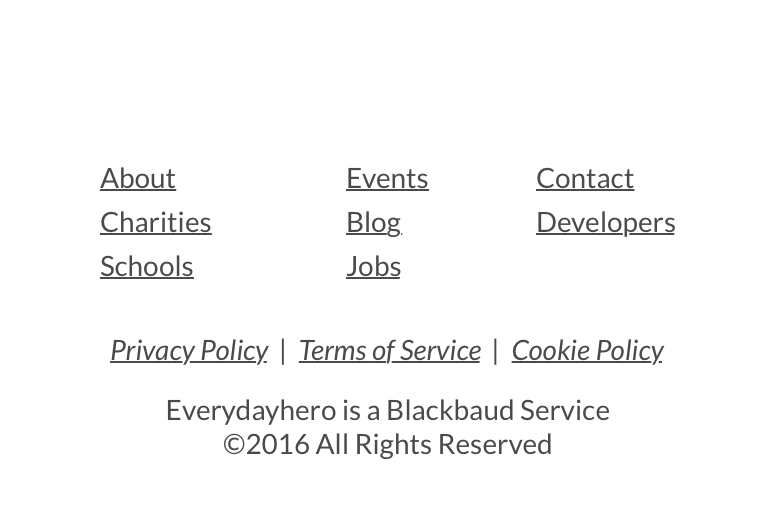 About Events Contact
Charities Blog Developers
Schools Jobs
Privacy Policy | Terms of Service | Cookie Policy
Everydayhero is a Blackbaud Service
©2016 All Rights Reserved